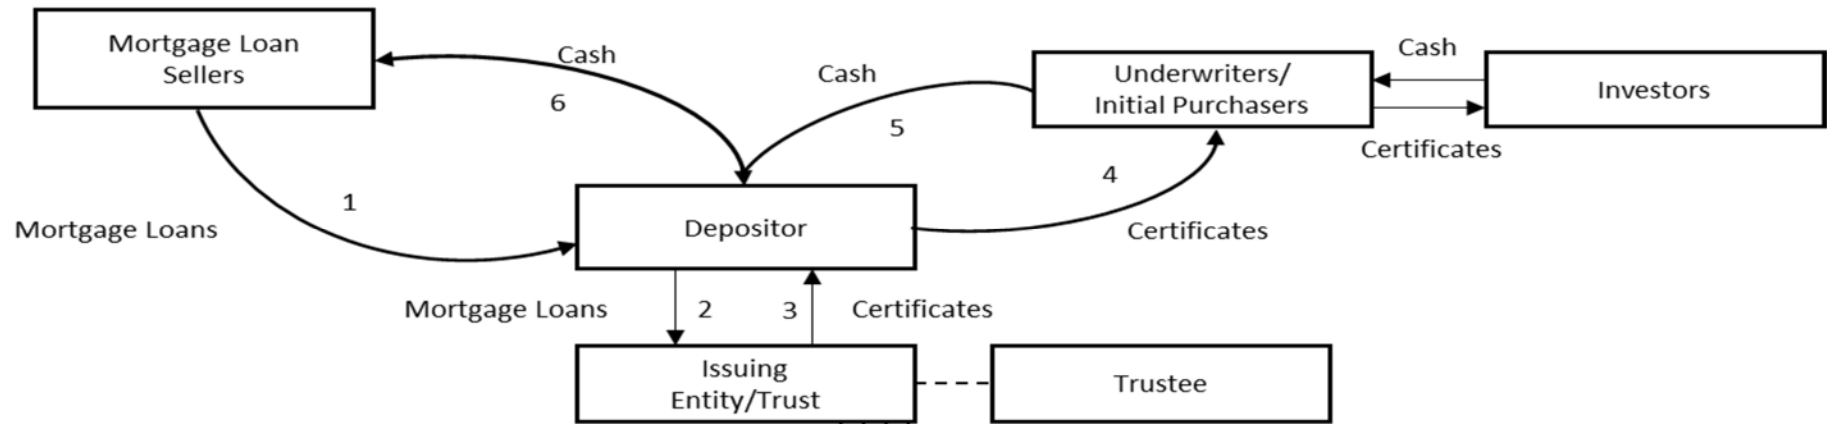 Mortgage Loan
Sellers
Cash
6
Cash
5
Underwriters/
Initial Purchasers
Cash
Investors
Certificates
4
Certificates
1
Mortgage Loans
Depositor
Mortgage Loans
2
3
Certificates
Issuing
Entity/Trust
Trustee